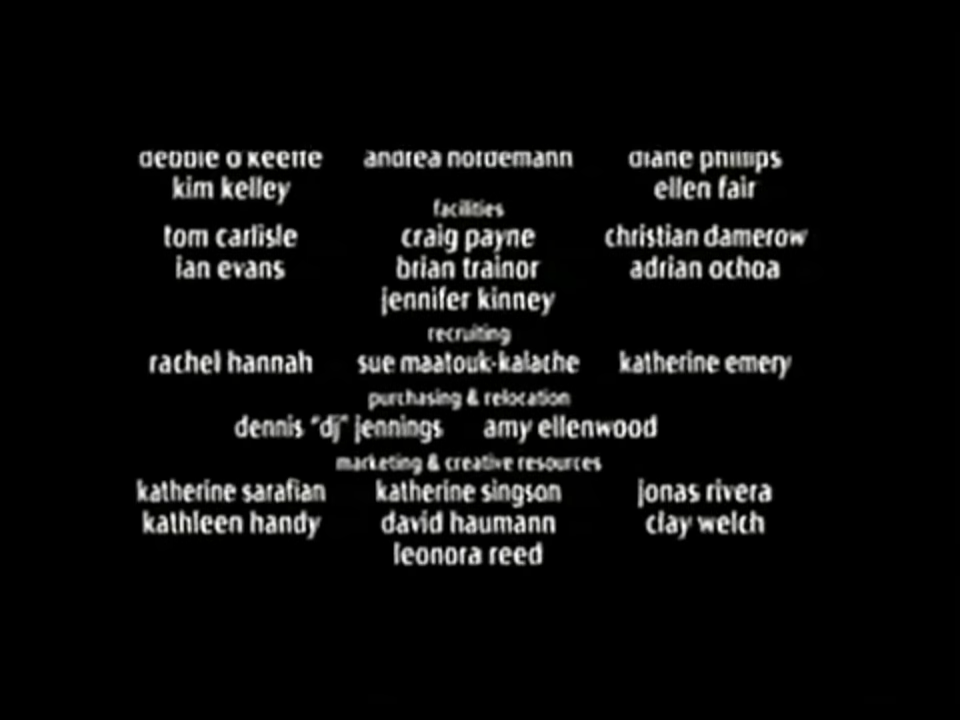 debbie o'keefe andrea nordemann diane phillips
kim kelley ellen fair
facilities
tom carlisle craig payne christian damerow
ian evans brian trainor adrian ochoa
jennifer kinney
recruiting
rachel hannah sue maatouk-kalache katherine emery
purchasing & relocation
dennis "dj" jennings amy ellenwood
marketing & creative resources
katherine sarafian katherine singson jonas rivera
kathleen handy david haumann clay welch
leonora reed